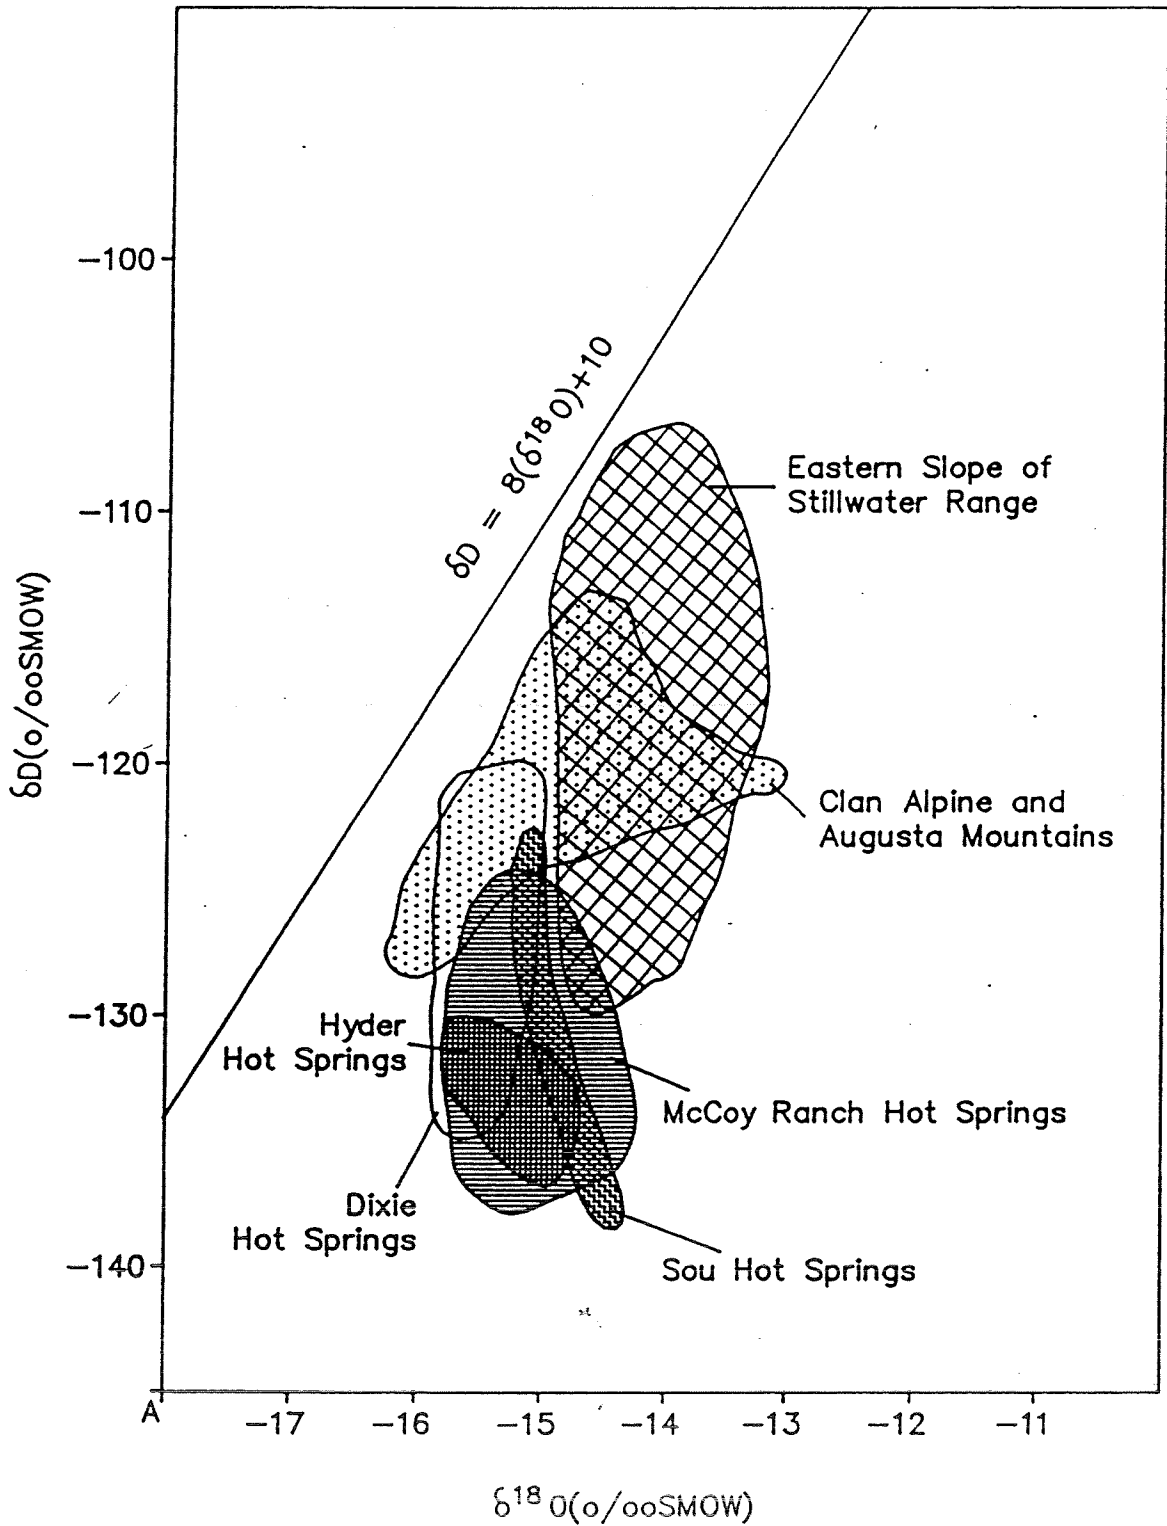 −100
δD = 8(δ¹⁸O)+10
Eastern Slope of
Stillwater Range
−110
δD(o/ooSMOW)
−120
Clan Alpine and
Augusta Mountains
−130
Hyder
Hot Springs
McCoy Ranch Hot Springs
Dixie
Hot Springs
Sou Hot Springs
−140
A
−17
−16
−15
−14
−13
−12
−11
δ¹⁸O(o/ooSMOW)